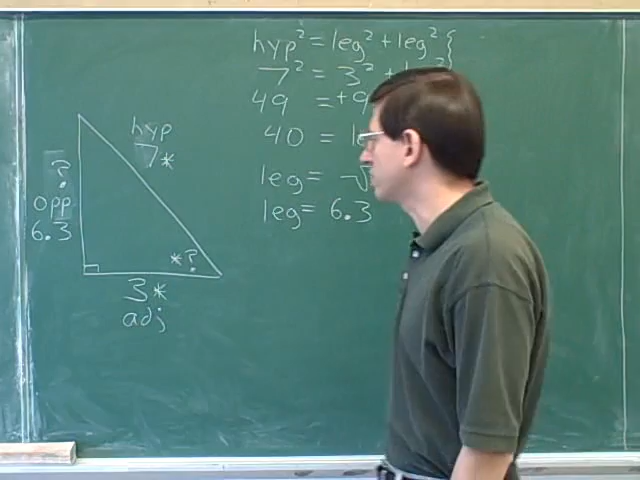 hyp² = leg² + leg² {
7² = 3² +
49 = +9
40 =
leg = √
leg = 6.3
hyp
7*
?
opp
6.3
*?
3*
adj